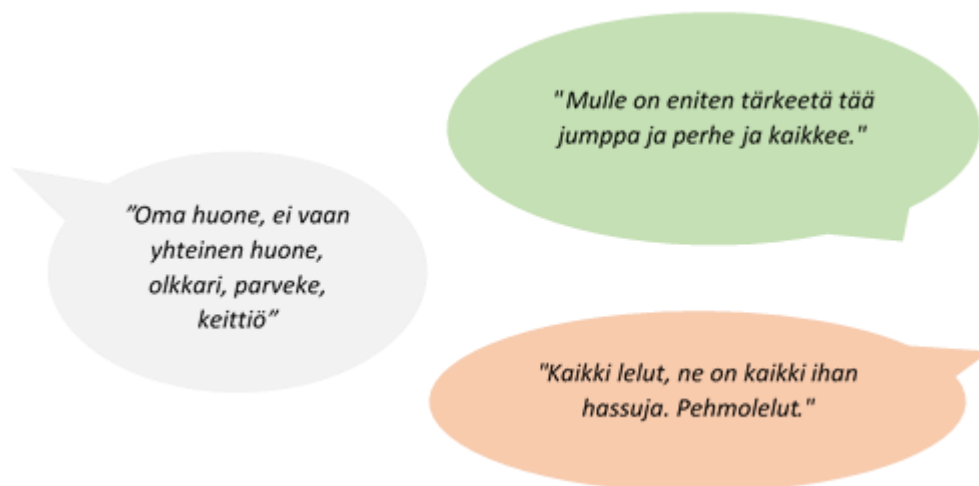 "Mulle on eniten tärkeetä tää
jumppa ja perhe ja kaikkee."
”Oma huone, ei vaan
yhteinen huone,
olkkari, parveke,
keittiö”
"Kaikki lelut, ne on kaikki ihan
hassuja. Pehmolelut."